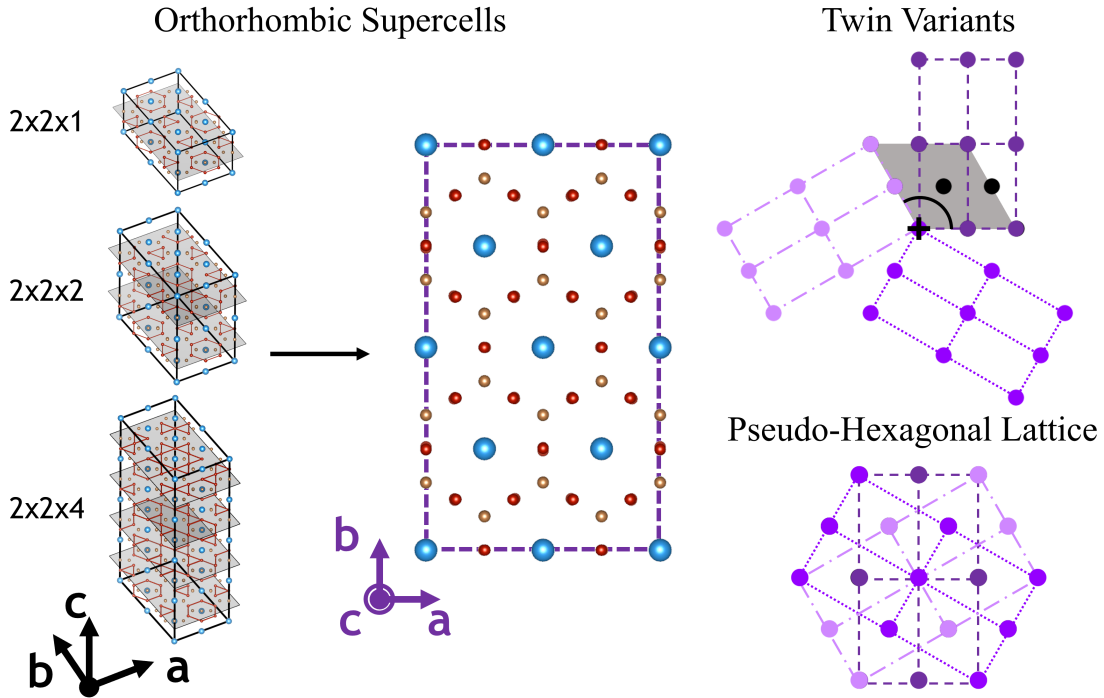 Orthorhombic Supercells
Twin Variants
2x2x1
2x2x2
2x2x4
c
b
a
b
c
a
Pseudo-Hexagonal Lattice